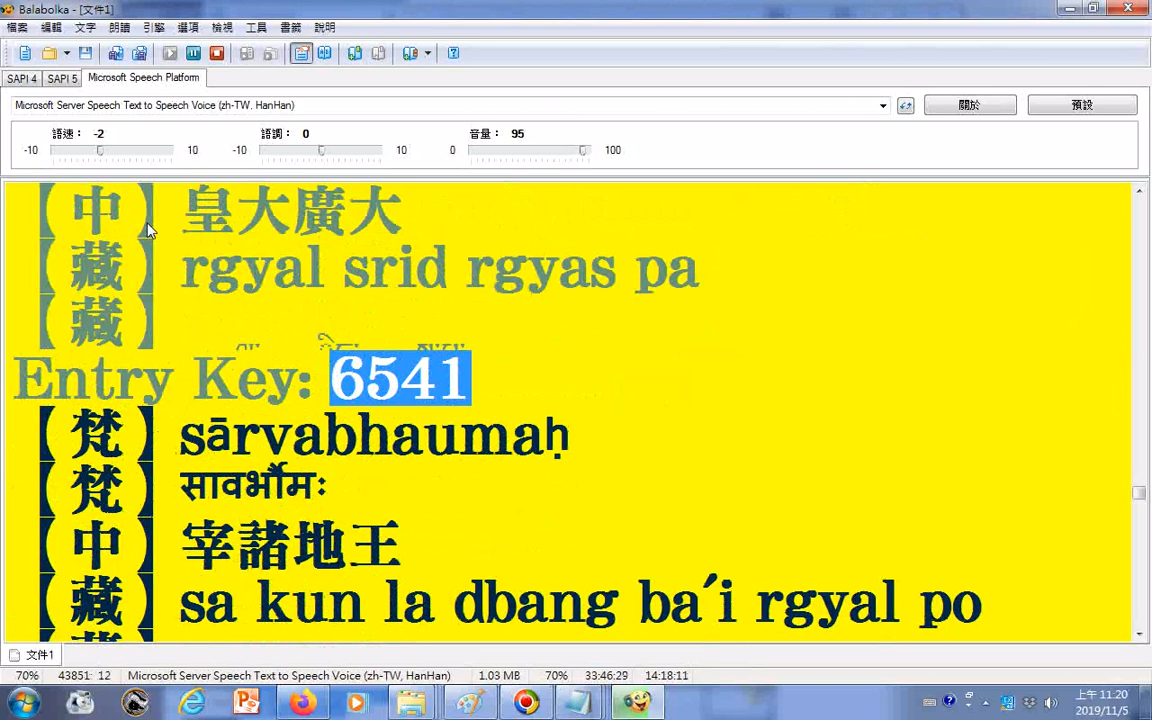 Balabolka - [文件1]
檔案 編輯 文字 朗讀 引擎 選項 檢視 工具 書籤 說明
SAPI 4 SAPI 5 Microsoft Speech Platform
Microsoft Server Speech Text to Speech Voice (zh-TW, HanHan) 關於 預設
語速： -2 語調： 0 音量： 95
-10 10 -10 10 0 100
【中】 皇大廣大
【藏】 rgyal srid rgyas pa
【藏】
Entry Key: 6541
【梵】 sārvabhaumaḥ
【梵】 सार्वभौमः
【中】 宰諸地王
【藏】 sa kun la dbang ba'i rgyal po
文件1
70% 43851: 12 Microsoft Server Speech Text to Speech Voice (zh-TW, HanHan) 1.03 MB 70% 33:46:29 14:18:11
上午 11:20
2019/11/5